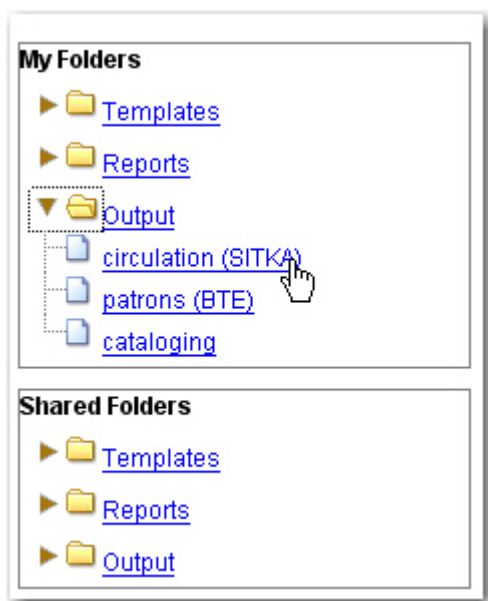 My Folders
Templates
Reports
Output
circulation (SITKA)
patrons (BTE)
cataloging
Shared Folders
Templates
Reports
Output